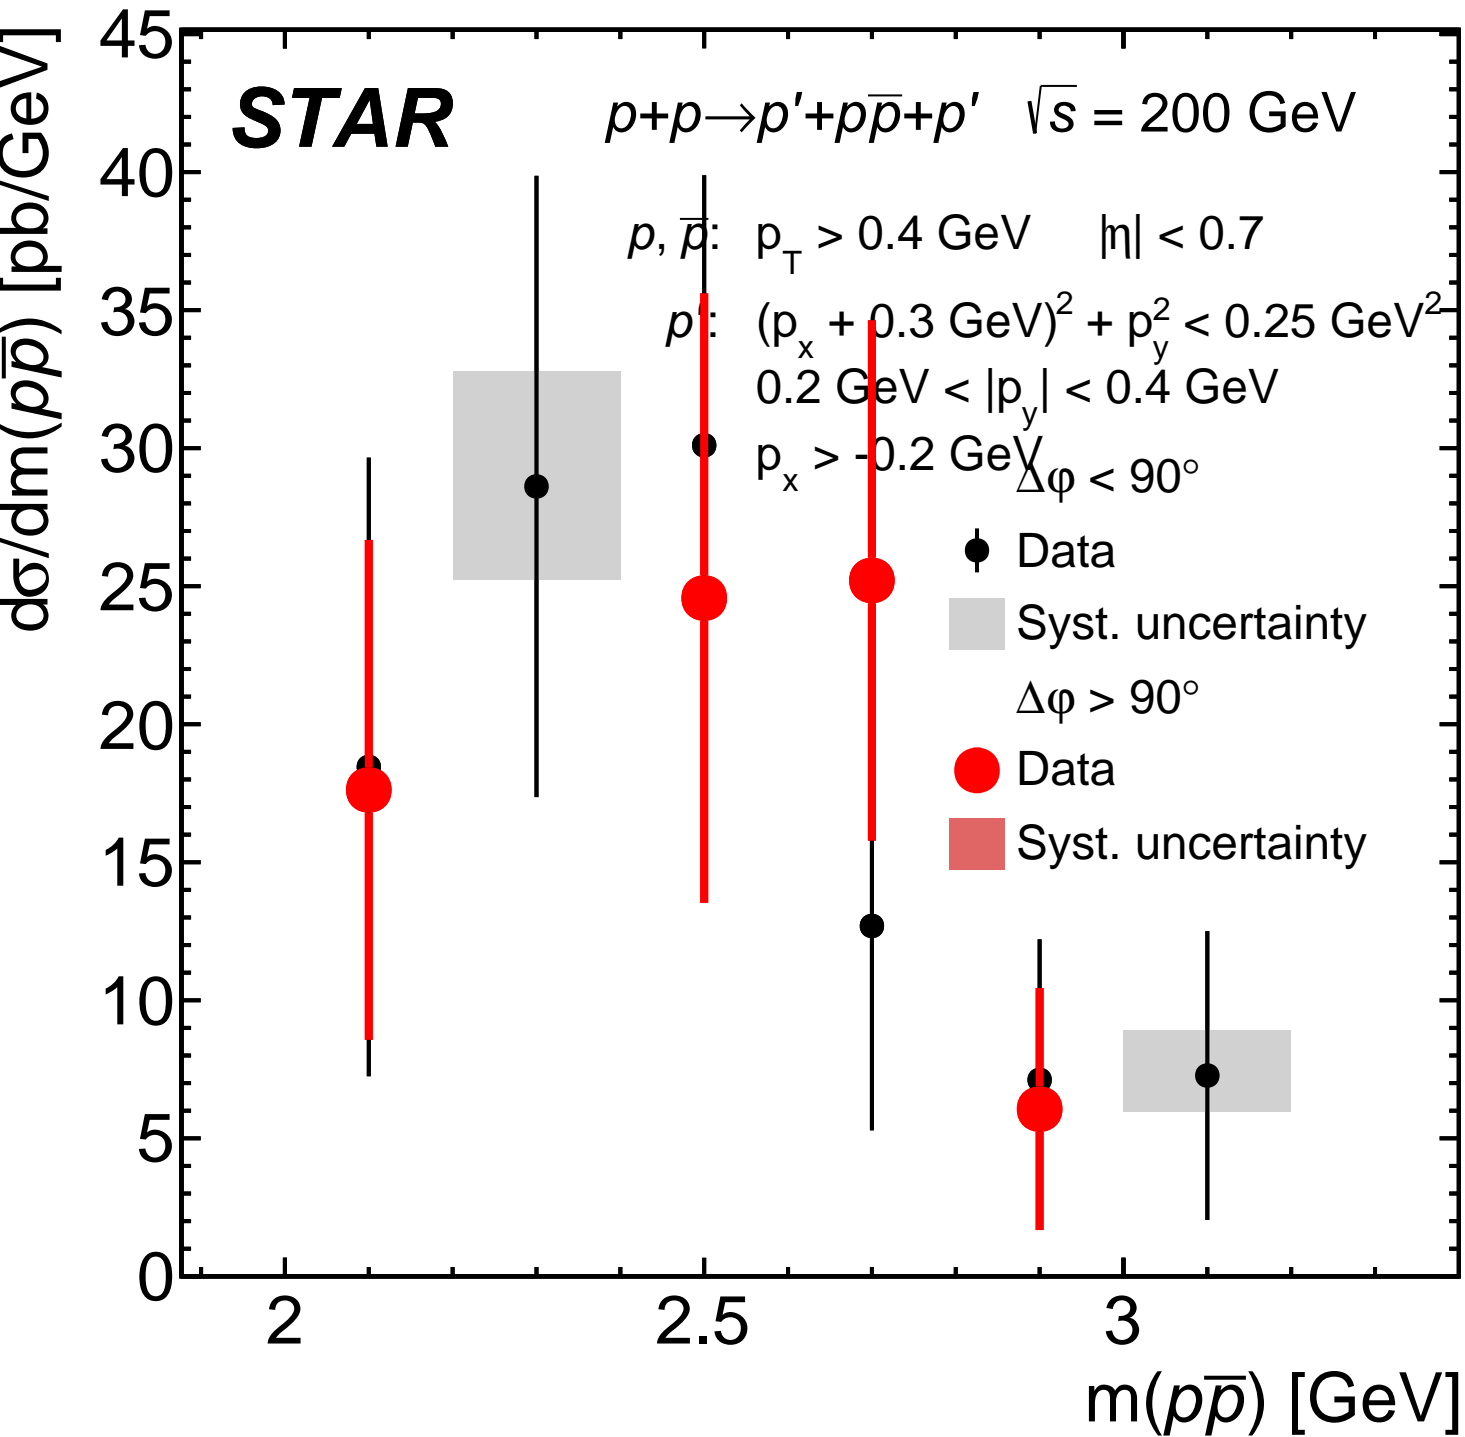 45
40
35
30
25
20
15
10
5
0
dσ/dm(pp̅) [pb/GeV]
STAR
p+p→p′+pp̅+p′ √s = 200 GeV
p, p̅: p_T > 0.4 GeV |η| < 0.7
p′: (p_x + 0.3 GeV)² + p_y² < 0.25 GeV²
0.2 GeV < |p_y| < 0.4 GeV
p_x > -0.2 GeV
Δφ < 90°
Data
Syst. uncertainty
Δφ > 90°
Data
Syst. uncertainty
2 2.5 3
m(pp̅) [GeV]